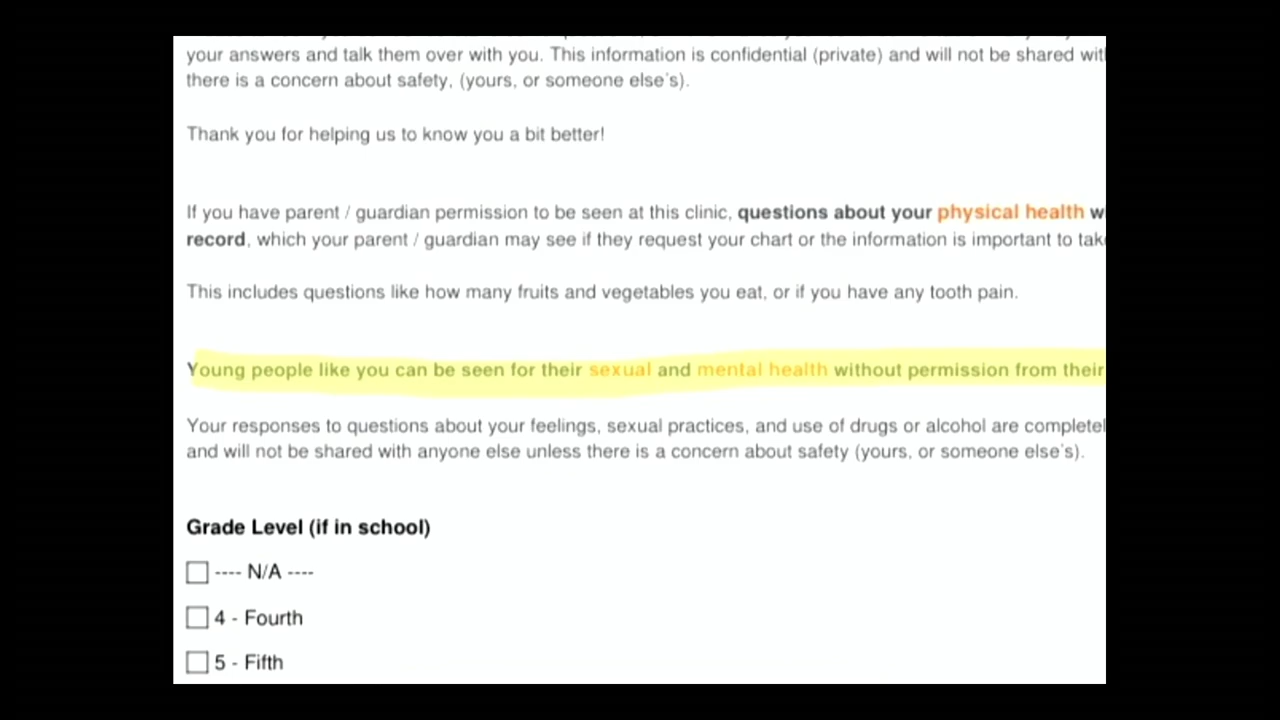 your answers and talk them over with you. This information is confidential (private) and will not be shared with
there is a concern about safety, (yours, or someone else's).
Thank you for helping us to know you a bit better!
If you have parent / guardian permission to be seen at this clinic, questions about your physical health w
record, which your parent / guardian may see if they request your chart or the information is important to tak
This includes questions like how many fruits and vegetables you eat, or if you have any tooth pain.
Young people like you can be seen for their sexual and mental health without permission from their
Your responses to questions about your feelings, sexual practices, and use of drugs or alcohol are completel
and will not be shared with anyone else unless there is a concern about safety (yours, or someone else's).
Grade Level (if in school)
---- N/A ----
4 - Fourth
5 - Fifth